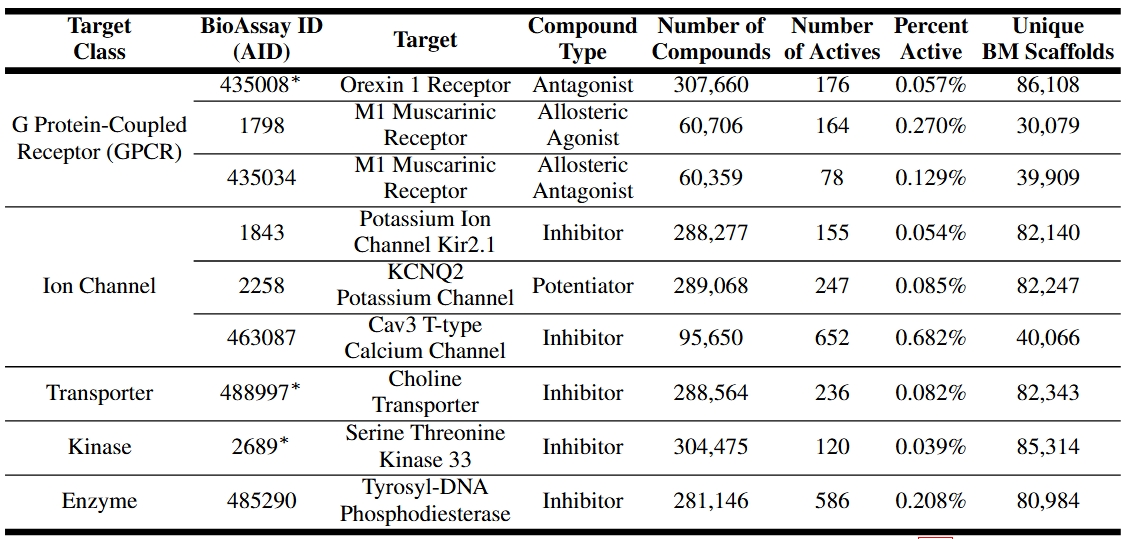 Target Class | BioAssay ID (AID) | Target | Compound Type | Number of Compounds | Number of Actives | Percent Active | Unique BM Scaffolds
G Protein-Coupled Receptor (GPCR) | 435008* | Orexin 1 Receptor | Antagonist | 307,660 | 176 | 0.057% | 86,108
1798 | M1 Muscarinic Receptor | Allosteric Agonist | 60,706 | 164 | 0.270% | 30,079
435034 | M1 Muscarinic Receptor | Allosteric Antagonist | 60,359 | 78 | 0.129% | 39,909
Ion Channel | 1843 | Potassium Ion Channel Kir2.1 | Inhibitor | 288,277 | 155 | 0.054% | 82,140
2258 | KCNQ2 Potassium Channel | Potentiator | 289,068 | 247 | 0.085% | 82,247
463087 | Cav3 T-type Calcium Channel | Inhibitor | 95,650 | 652 | 0.682% | 40,066
Transporter | 488997* | Choline Transporter | Inhibitor | 288,564 | 236 | 0.082% | 82,343
Kinase | 2689* | Serine Threonine Kinase 33 | Inhibitor | 304,475 | 120 | 0.039% | 85,314
Enzyme | 485290 | Tyrosyl-DNA Phosphodiesterase | Inhibitor | 281,146 | 586 | 0.208% | 80,984